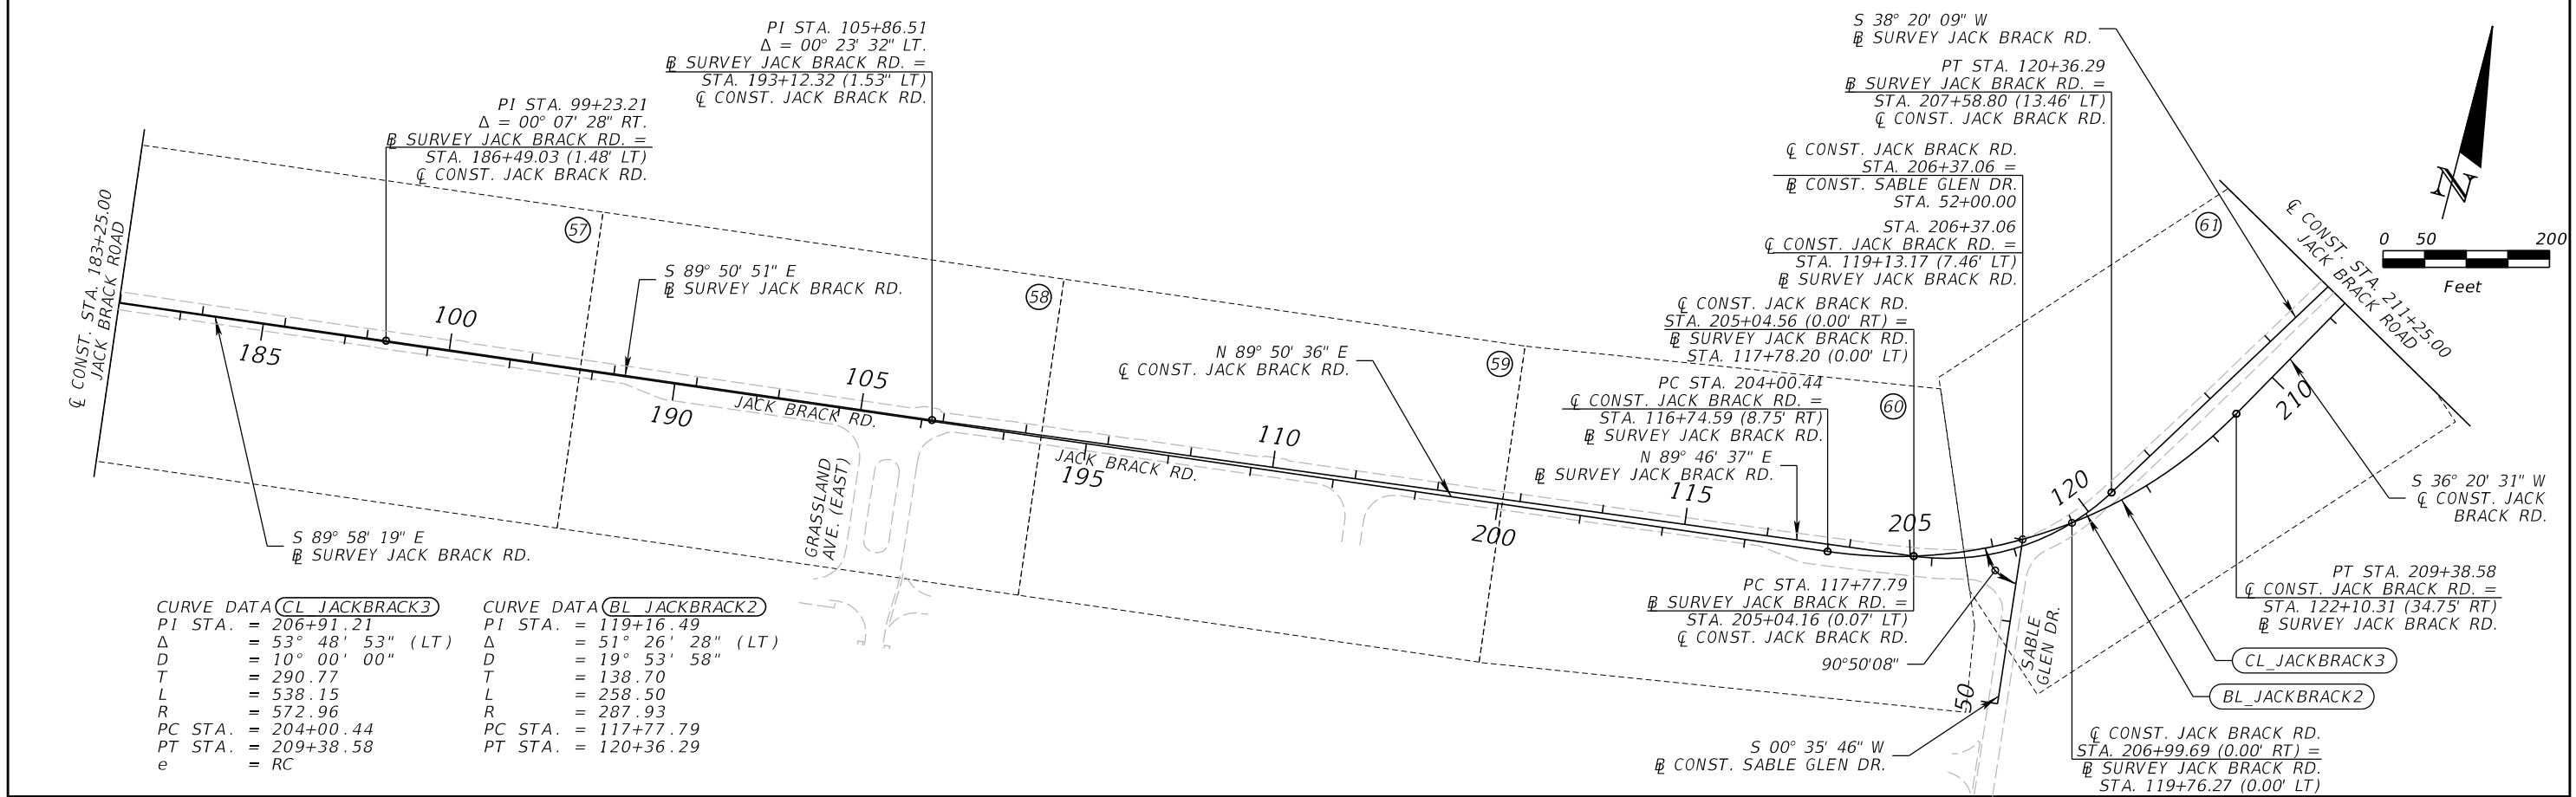 PI STA. 105+86.51
Δ = 00° 23' 32" LT.
℄ SURVEY JACK BRACK RD. =
STA. 193+12.32 (1.53" LT)
℄ CONST. JACK BRACK RD.
PI STA. 99+23.21
Δ = 00° 07' 28" RT.
BL SURVEY JACK BRACK RD. =
STA. 186+49.03 (1.48' LT)
℄ CONST. JACK BRACK RD.
S 38° 20' 09" W
BL SURVEY JACK BRACK RD.
PT STA. 120+36.29
BL SURVEY JACK BRACK RD. =
STA. 207+58.80 (13.46' LT)
℄ CONST. JACK BRACK RD.
℄ CONST. JACK BRACK RD.
STA. 206+37.06 =
BL CONST. SABLE GLEN DR.
STA. 52+00.00
STA. 206+37.06
℄ CONST. JACK BRACK RD. =
STA. 119+13.17 (7.46' LT)
BL SURVEY JACK BRACK RD.
℄ CONST. JACK BRACK RD.
STA. 205+04.56 (0.00' RT) =
BL SURVEY JACK BRACK RD.
STA. 117+78.20 (0.00' LT)
PC STA. 204+00.44
℄ CONST. JACK BRACK RD. =
STA. 116+74.59 (8.75' RT)
BL SURVEY JACK BRACK RD.
N 89° 46' 37" E
BL SURVEY JACK BRACK RD.
N
0 50 200
Feet
℄ CONST. STA. 183+25.00
JACK BRACK ROAD
57
58
59
60
61
S 89° 50' 51" E
BL SURVEY JACK BRACK RD.
N 89° 50' 36" E
℄ CONST. JACK BRACK RD.
℄ CONST. STA. 211+25.00
JACK BRACK ROAD
100
105
110
115
120
185
190
195
200
205
210
JACK BRACK RD.
JACK BRACK RD.
GRASSLAND
AVE. (EAST)
S 89° 58' 19" E
BL SURVEY JACK BRACK RD.
S 36° 20' 31" W
℄ CONST. JACK
BRACK RD.
PC STA. 117+77.79
BL SURVEY JACK BRACK RD. =
STA. 205+04.16 (0.07' LT)
℄ CONST. JACK BRACK RD.
90°50'08"
SABLE
GLEN DR.
50
S 00° 35' 46" W
BL CONST. SABLE GLEN DR.
PT STA. 209+38.58
℄ CONST. JACK BRACK RD. =
STA. 122+10.31 (34.75' RT)
BL SURVEY JACK BRACK RD.
CL_JACKBRACK3
BL_JACKBRACK2
℄ CONST. JACK BRACK RD.
STA. 206+99.69 (0.00' RT) =
BL SURVEY JACK BRACK RD.
STA. 119+76.27 (0.00' LT)
CURVE DATA CL_JACKBRACK3
PI STA. = 206+91.21
Δ = 53° 48' 53" (LT)
D = 10° 00' 00"
T = 290.77
L = 538.15
R = 572.96
PC STA. = 204+00.44
PT STA. = 209+38.58
e = RC
CURVE DATA BL_JACKBRACK2
PI STA. = 119+16.49
Δ = 51° 26' 28" (LT)
D = 19° 53' 58"
T = 138.70
L = 258.50
R = 287.93
PC STA. = 117+77.79
PT STA. = 120+36.29